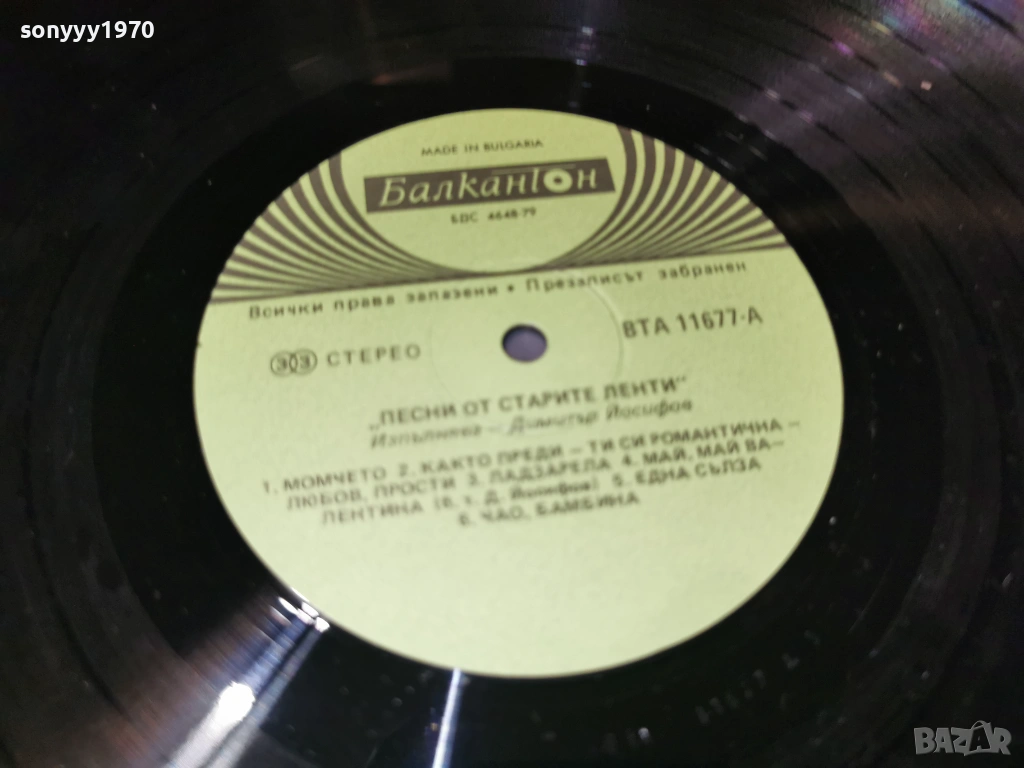 sonyyy1970
MADE IN BULGARIA
Балкантон
БДС 4648-79
Всички права запазени • Презаписът забранен
33 СТЕРЕО
ВТА 11677-А
„ПЕСНИ ОТ СТАРИТЕ ЛЕНТИ"
Изпълнява – Димитър Йосифов
1. МОМЧЕТО 2. КАКТО ПРЕДИ – ТИ СИ РОМАНТИЧНА –
ЛЮБОВ, ПРОСТИ 3. ЛАДЗАРЕЛА 4. МАЙ, МАЙ ВА-
ЛЕНТИНА (Б. т. Д. Йосифов) 5. ЕДНА СЪЛЗА
6. ЧАО, БАМБИНА
BAZAR